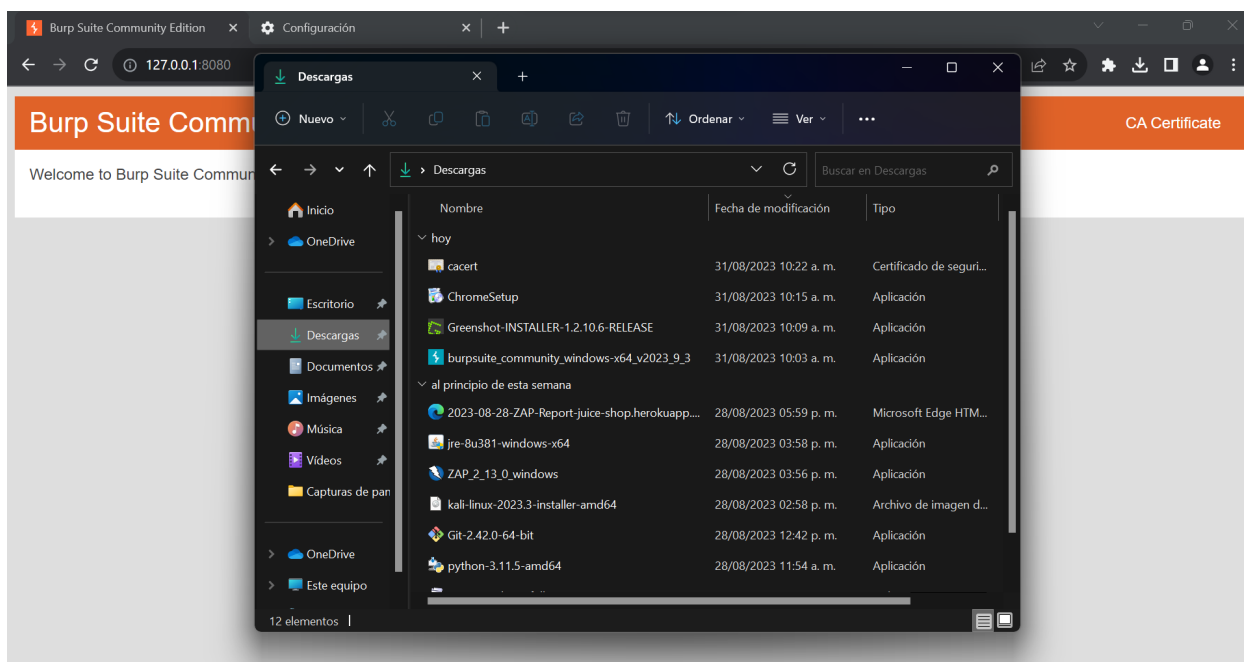 Burp Suite Community Edition
Configuración
127.0.0.1:8080
Burp Suite Comm
CA Certificate
Welcome to Burp Suite Commun
Descargas
Nuevo
Ordenar
Ver
Descargas
Buscar en Descargas
Inicio
OneDrive
Escritorio
Descargas
Documentos
Imágenes
Música
Vídeos
Capturas de pan
OneDrive
Este equipo
Nombre Fecha de modificación Tipo
hoy
cacert 31/08/2023 10:22 a. m. Certificado de seguri...
ChromeSetup 31/08/2023 10:15 a. m. Aplicación
Greenshot-INSTALLER-1.2.10.6-RELEASE 31/08/2023 10:09 a. m. Aplicación
burpsuite_community_windows-x64_v2023_9_3 31/08/2023 10:03 a. m. Aplicación
al principio de esta semana
2023-08-28-ZAP-Report-juice-shop.herokuapp.... 28/08/2023 05:59 p. m. Microsoft Edge HTM...
jre-8u381-windows-x64 28/08/2023 03:58 p. m. Aplicación
ZAP_2_13_0_windows 28/08/2023 03:56 p. m. Aplicación
kali-linux-2023.3-installer-amd64 28/08/2023 02:58 p. m. Archivo de imagen d...
Git-2.42.0-64-bit 28/08/2023 12:42 p. m. Aplicación
python-3.11.5-amd64 28/08/2023 11:54 a. m. Aplicación
12 elementos